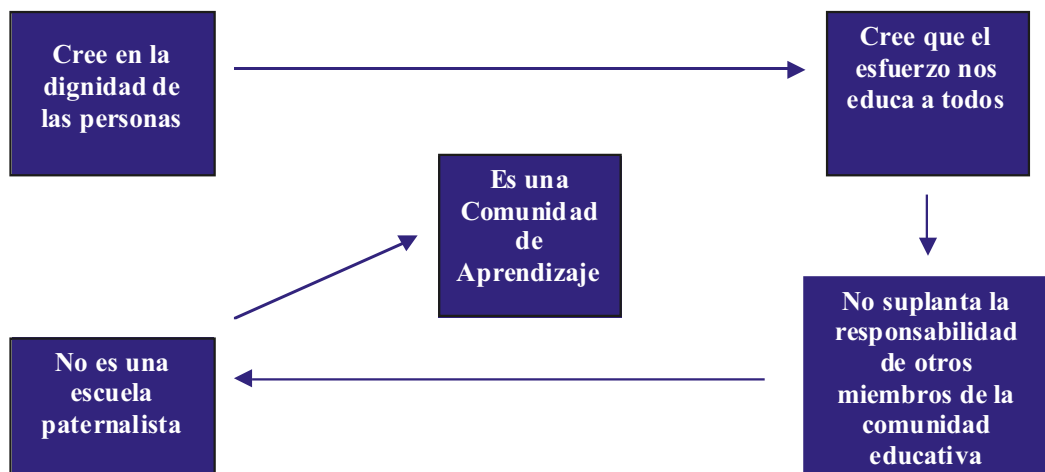 Cree en la
dignidad de
las personas
Cree que el
esfuerzo nos
educa a todos
Es una
Comunidad
de
Aprendizaje
No suplanta la
responsabilidad
de otros
miembros de la
comunidad
educativa
No es una
escuela
paternalista